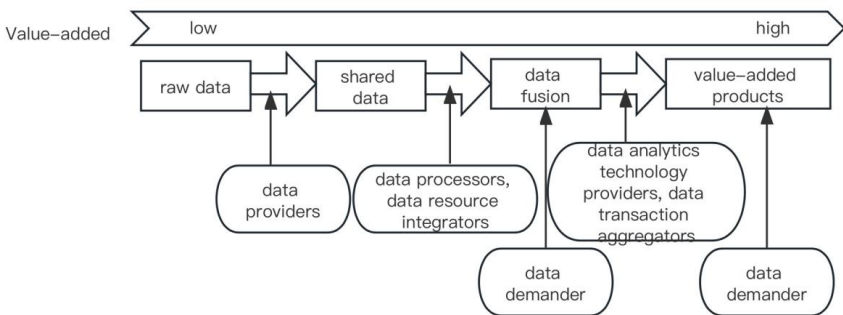 Value-added
low
high
raw data
shared
data
data
fusion
value-added
products
data
providers
data processors,
data resource
integrators
data analytics
technology
providers, data
transaction
aggregators
data
demander
data
demander